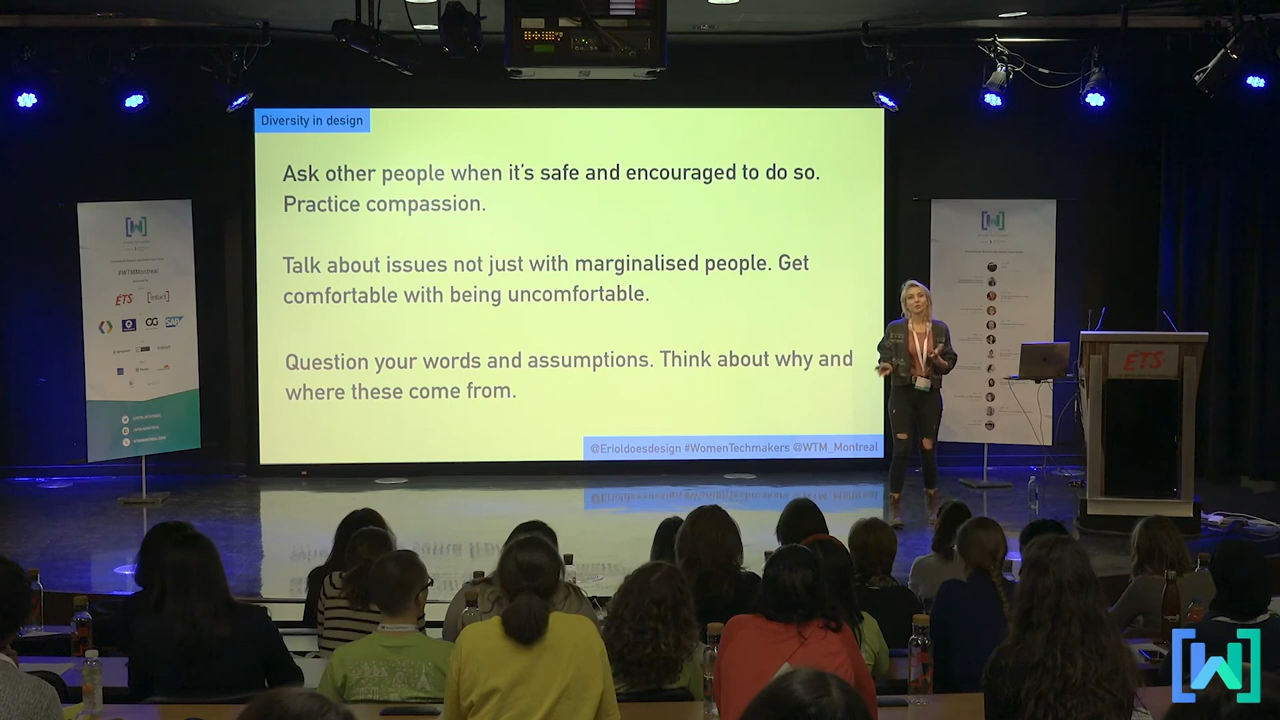 Diversity in design
Ask other people when it's safe and encouraged to do so.
Practice compassion.
Talk about issues not just with marginalised people. Get
comfortable with being uncomfortable.
Question your words and assumptions. Think about why and
where these come from.
@Erioldoesdesign #WomenTechmakers @WTM_Montreal
#WTMMontreal
ETS
OG
SAP
ETS
W